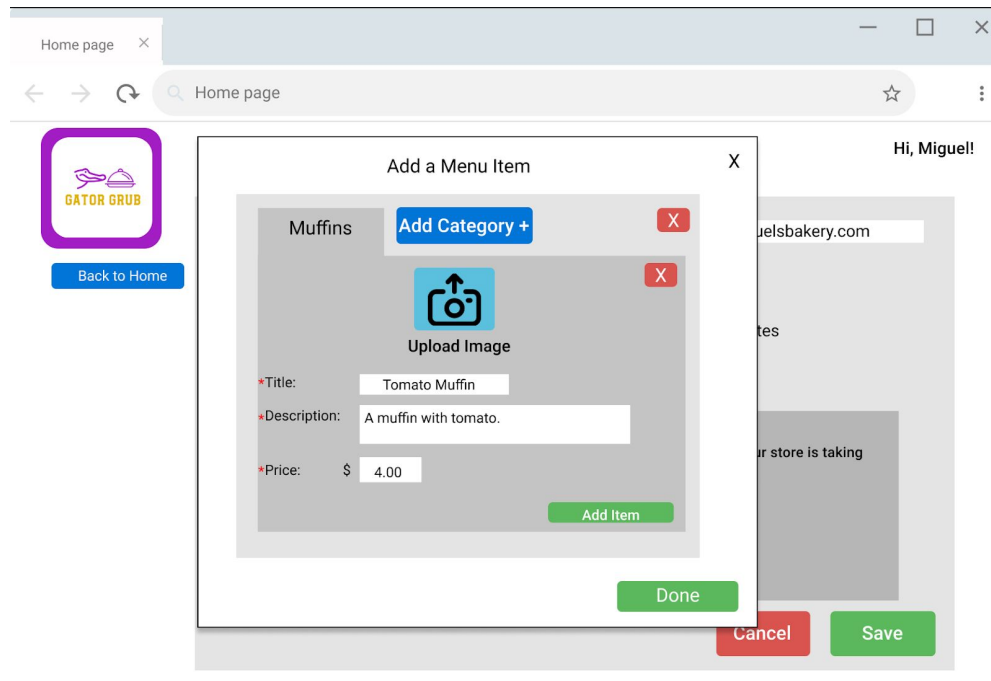 Home page
Home page
GATOR GRUB
Back to Home
Hi, Miguel!
Add a Menu Item X
Muffins Add Category + X
X
Upload Image
*Title: Tomato Muffin
*Description: A muffin with tomato.
*Price: $ 4.00
Add Item
Done
uelsbakery.com
tes
ur store is taking
Cancel Save